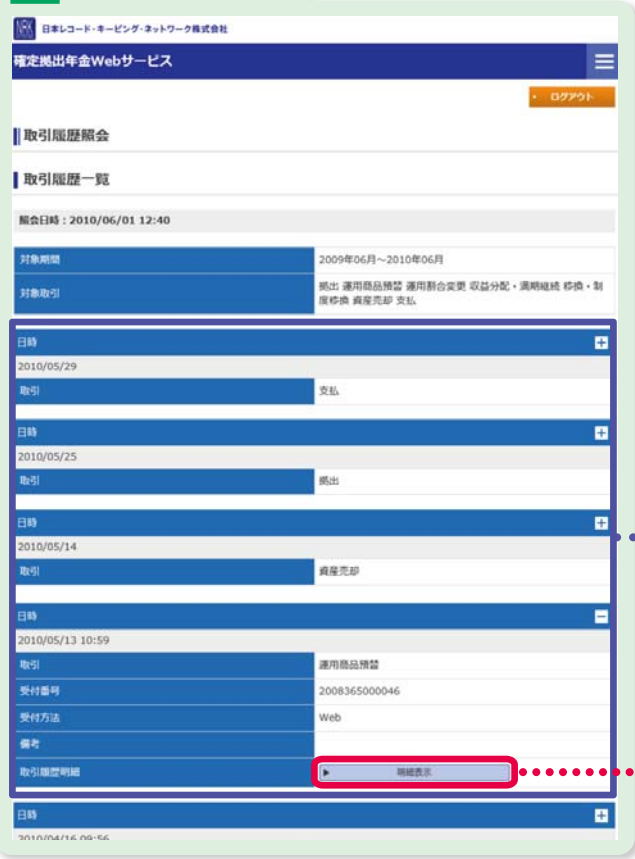 NRK 日本レコード・キーピング・ネットワーク株式会社
確定拠出年金Webサービス
ログアウト
取引履歴照会
取引履歴一覧
照会日時:2010/06/01 12:40
対象期間 2009年06月~2010年06月
対象取引 拠出 運用商品預替 運用割合変更 収益分配・満期継続 移換・制
度移換 資産売却 支払
日時
2010/05/29
取引 支払
日時
2010/05/25
取引 拠出
日時
2010/05/14
取引 資産売却
日時
2010/05/13 10:59
取引 運用商品預替
受付番号 2008365000046
受付方法 Web
備考
取引履歴明細 明細表示
日時
2010/04/16 09:56